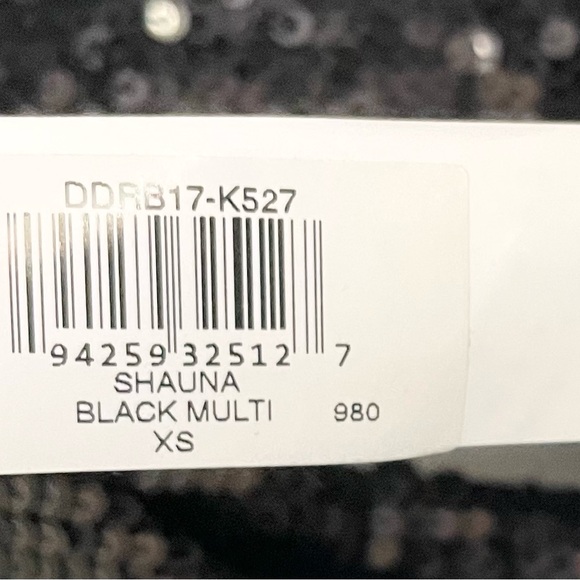 DDRB17-K527
94259 32512 7
SHAUNA
BLACK MULTI 980
XS